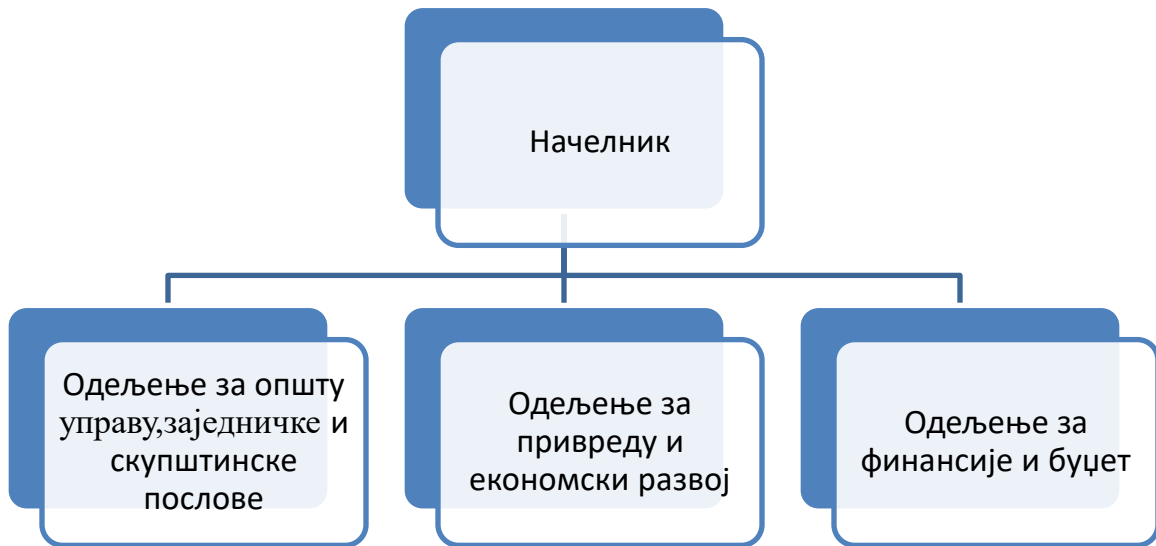 Начелник
Одељење за општу
управу,заједничке и
скупштинске
послове
Одељење за
привреду и
економски развој
Одељење за
финансије и буџет